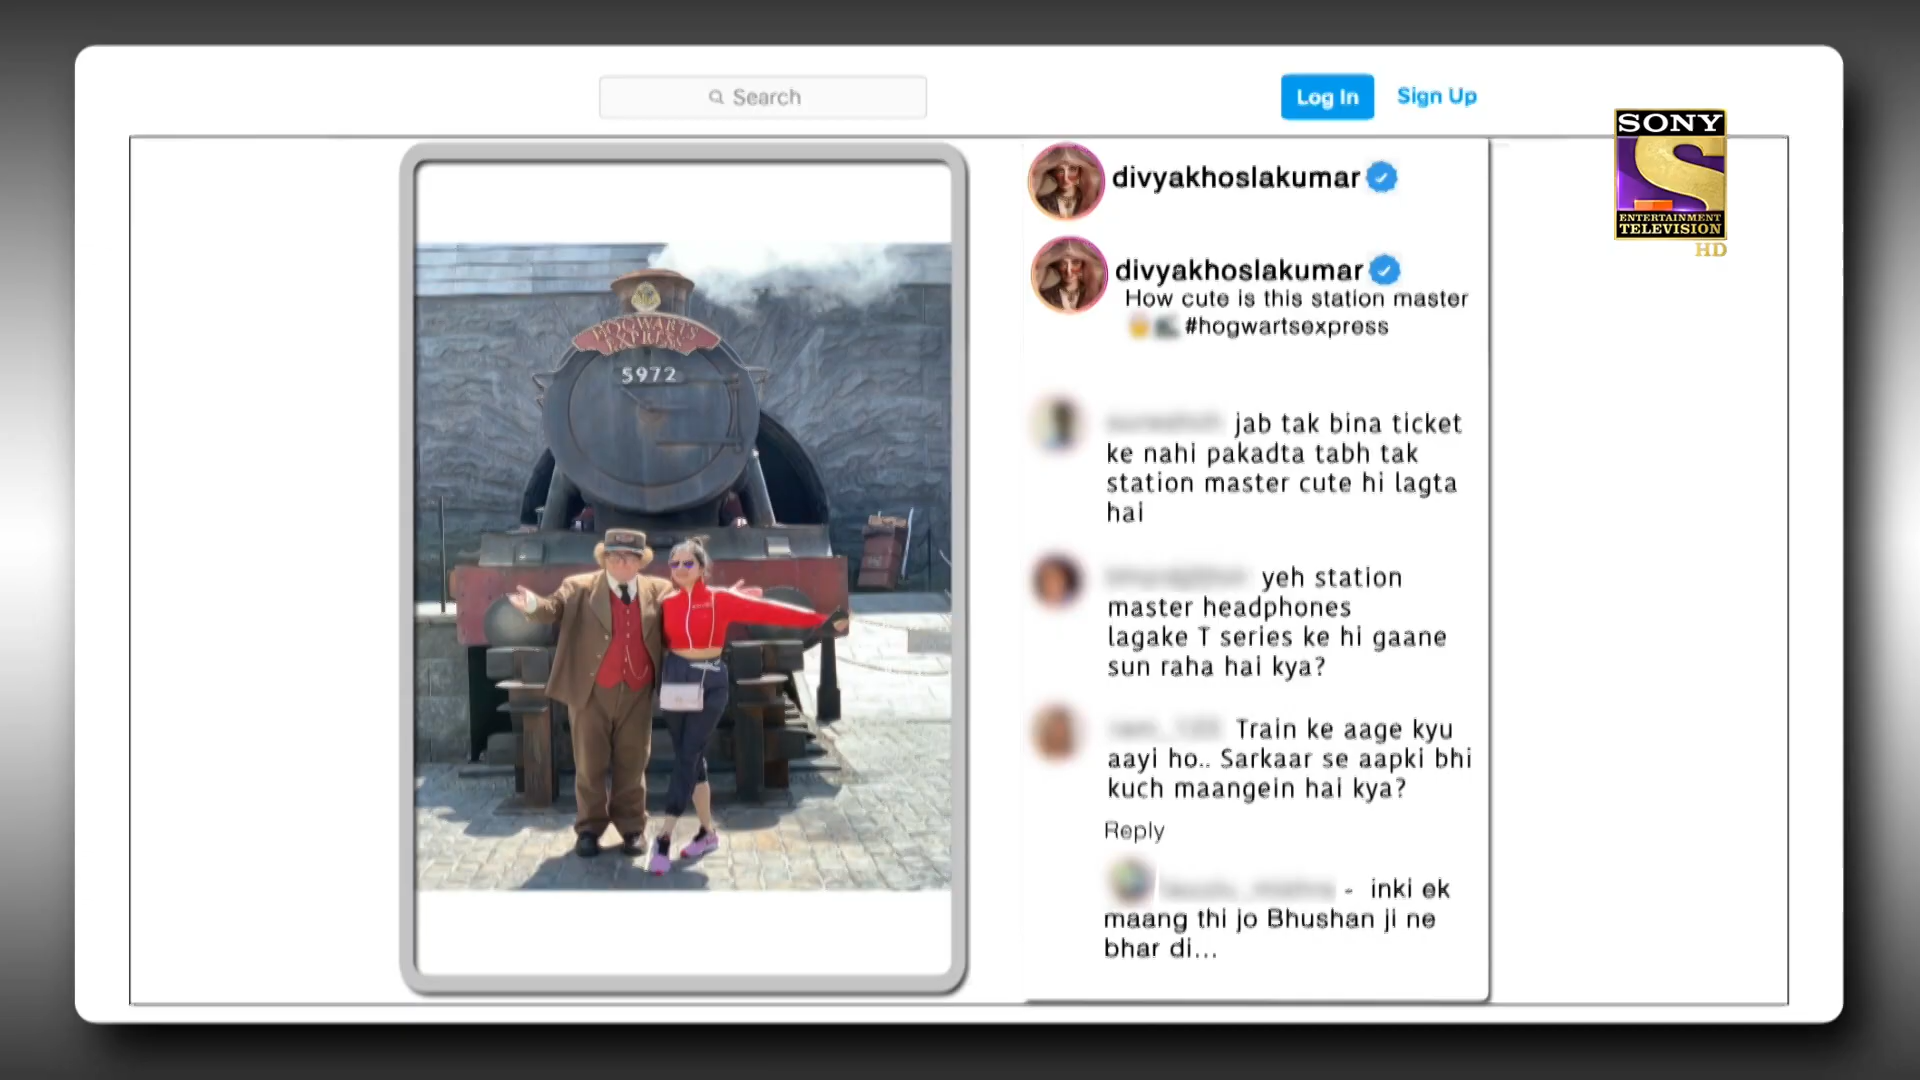 Search
Log In
Sign Up
SONY
ENTERTAINMENT
TELEVISION
HD
HOGWARTS
EXPRESS
5972
divyakhoslakumar
divyakhoslakumar
How cute is this station master
#hogwartsexpress
jab tak bina ticket
ke nahi pakadta tabh tak
station master cute hi lagta
hai
yeh station
master headphones
lagake T series ke hi gaane
sun raha hai kya?
Train ke aage kyu
aayi ho.. Sarkaar se aapki bhi
kuch maangein hai kya?
Reply
- inki ek
maang thi jo Bhushan ji ne
bhar di...